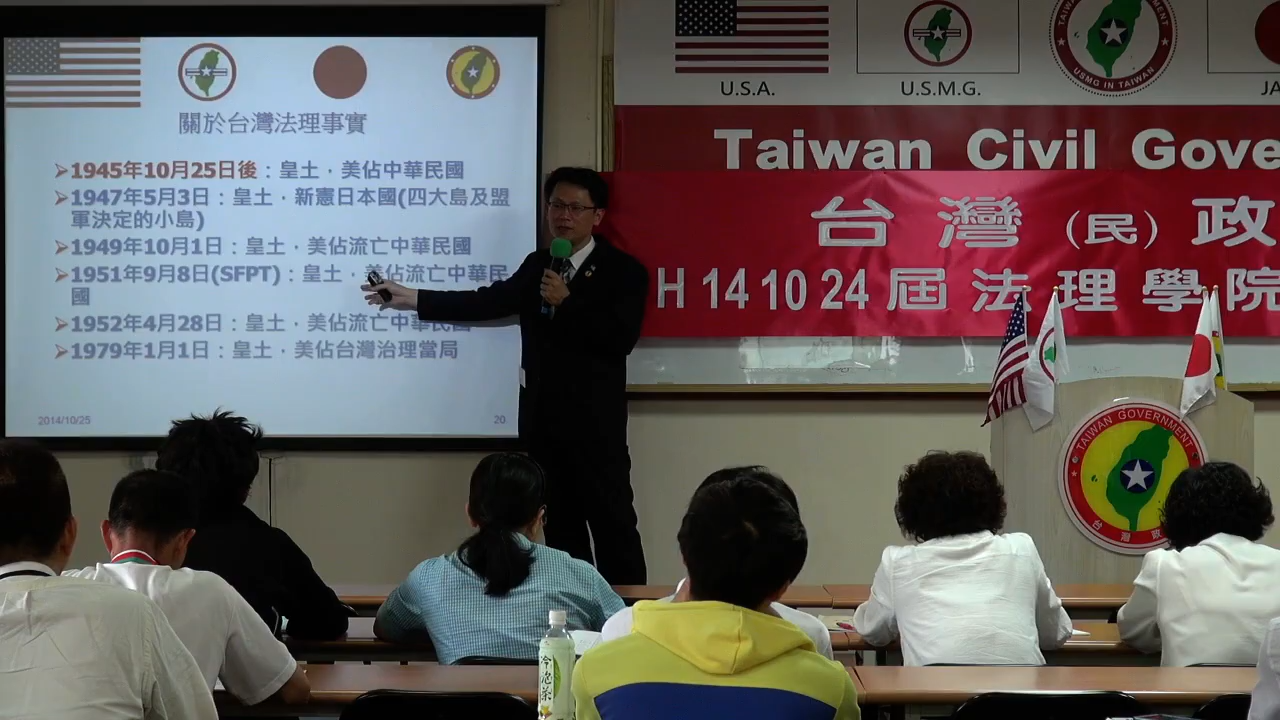 關於台灣法理事實
➢1945年10月25日後：皇土，美佔中華民國
➢1947年5月3日：皇土，新憲日本國(四大島及盟
軍決定的小島)
➢1949年10月1日：皇土，美佔流亡中華民國
➢1951年9月8日(SFPT)：皇土，美佔流亡中華民
國
➢1952年4月28日：皇土，美佔流亡中華民國
➢1979年1月1日：皇土，美佔台灣治理當局
2014/10/25
20
U.S.A.
U.S.M.G.
USMG IN TAIWAN
JA
Taiwan Civil Gove
台灣（民）政
H 14 10 24 屆法理學院
TAIWAN GOVERNMENT
台灣政
冷泡茶